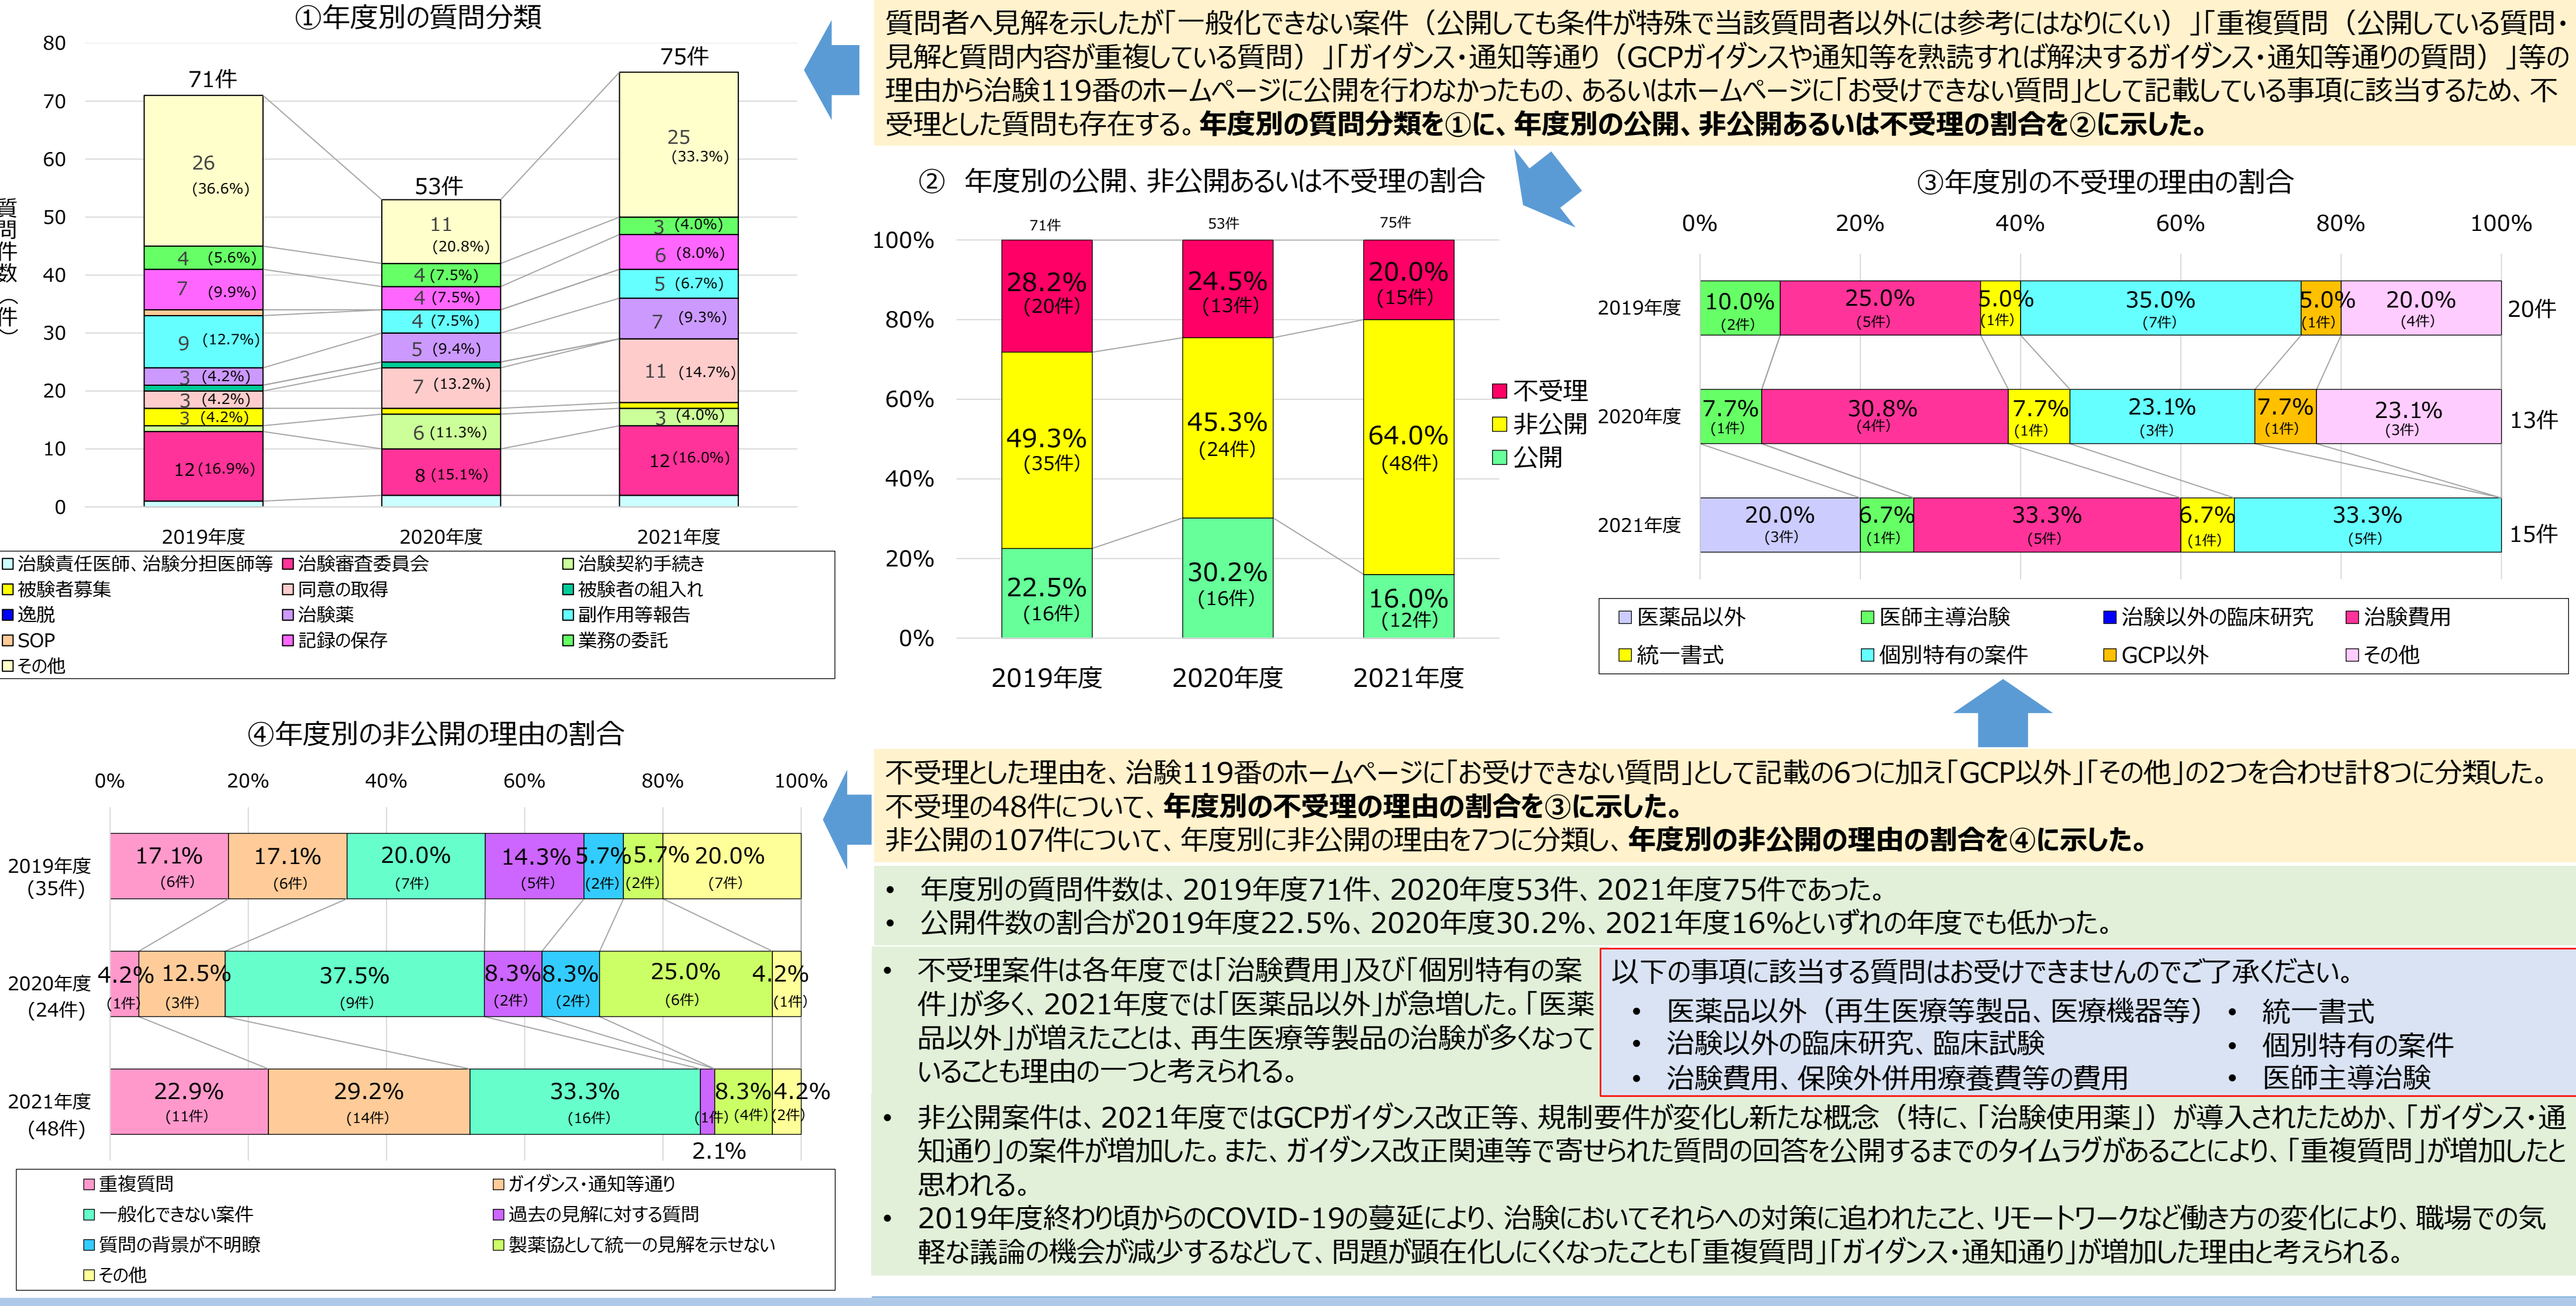 ①年度別の質問分類
質問件数（件）
80
70
60
50
40
30
20
10
0
71件
26
(36.6%)
4 (5.6%)
7 (9.9%)
9 (12.7%)
3 (4.2%)
3 (4.2%)
3 (4.2%)
12(16.9%)
53件
11
(20.8%)
4 (7.5%)
4 (7.5%)
4 (7.5%)
5 (9.4%)
7 (13.2%)
6 (11.3%)
8 (15.1%)
75件
25
(33.3%)
3 (4.0%)
6 (8.0%)
5 (6.7%)
7 (9.3%)
11 (14.7%)
3 (4.0%)
12(16.0%)
2019年度 2020年度 2021年度
治験責任医師、治験分担医師等 治験審査委員会 治験契約手続き
被験者募集 同意の取得 被験者の組入れ
逸脱 治験薬 副作用等報告
SOP 記録の保存 業務の委託
その他
質問者へ見解を示したが「一般化できない案件（公開しても条件が特殊で当該質問者以外には参考にはなりにくい）」「重複質問（公開している質問・
見解と質問内容が重複している質問）」「ガイダンス・通知等通り（GCPガイダンスや通知等を熟読すれば解決するガイダンス・通知等通りの質問）」等の
理由から治験119番のホームページに公開を行わなかったもの、あるいはホームページに「お受けできない質問」として記載している事項に該当するため、不
受理とした質問も存在する。年度別の質問分類を①に、年度別の公開、非公開あるいは不受理の割合を②に示した。
② 年度別の公開、非公開あるいは不受理の割合
71件 53件 75件
100%
80%
60%
40%
20%
0%
28.2%
(20件)
49.3%
(35件)
22.5%
(16件)
24.5%
(13件)
45.3%
(24件)
30.2%
(16件)
20.0%
(15件)
64.0%
(48件)
16.0%
(12件)
2019年度 2020年度 2021年度
不受理
非公開
公開
③年度別の不受理の理由の割合
0% 20% 40% 60% 80% 100%
2019年度
10.0% 25.0% 5.0% 35.0% 5.0% 20.0%
(2件) (5件) (1件) (7件) (1件) (4件)
20件
2020年度
7.7% 30.8% 7.7% 23.1% 7.7% 23.1%
(1件) (4件) (1件) (3件) (1件) (3件)
13件
2021年度
20.0% 6.7% 33.3% 6.7% 33.3%
(3件) (1件) (5件) (1件) (5件)
15件
医薬品以外 医師主導治験 治験以外の臨床研究 治験費用
統一書式 個別特有の案件 GCP以外 その他
④年度別の非公開の理由の割合
0% 20% 40% 60% 80% 100%
2019年度
(35件)
17.1% 17.1% 20.0% 14.3% 5.7% 5.7% 20.0%
(6件) (6件) (7件) (5件) (2件) (2件) (7件)
2020年度
(24件)
4.2% 12.5% 37.5% 8.3% 8.3% 25.0% 4.2%
(1件) (3件) (9件) (2件) (2件) (6件) (1件)
2021年度
(48件)
22.9% 29.2% 33.3% 8.3% 4.2%
(11件) (14件) (16件) (1件) (4件) (2件)
2.1%
重複質問 ガイダンス・通知等通り
一般化できない案件 過去の見解に対する質問
質問の背景が不明瞭 製薬協として統一の見解を示せない
その他
不受理とした理由を、治験119番のホームページに「お受けできない質問」として記載の6つに加え「GCP以外」「その他」の2つを合わせ計8つに分類した。
不受理の48件について、年度別の不受理の理由の割合を③に示した。
非公開の107件について、年度別に非公開の理由を7つに分類し、年度別の非公開の理由の割合を④に示した。
• 年度別の質問件数は、2019年度71件、2020年度53件、2021年度75件であった。
• 公開件数の割合が2019年度22.5%、2020年度30.2%、2021年度16%といずれの年度でも低かった。
• 不受理案件は各年度では「治験費用」及び「個別特有の案
件」が多く、2021年度では「医薬品以外」が急増した。「医薬
品以外」が増えたことは、再生医療等製品の治験が多くなって
いることも理由の一つと考えられる。
以下の事項に該当する質問はお受けできませんのでご了承ください。
• 医薬品以外（再生医療等製品、医療機器等） • 統一書式
• 治験以外の臨床研究、臨床試験 • 個別特有の案件
• 治験費用、保険外併用療養費等の費用 • 医師主導治験
• 非公開案件は、2021年度ではGCPガイダンス改正等、規制要件が変化し新たな概念（特に、「治験使用薬」）が導入されたためか、「ガイダンス・通
知通り」の案件が増加した。また、ガイダンス改正関連等で寄せられた質問の回答を公開するまでのタイムラグがあることにより、「重複質問」が増加したと
思われる。
• 2019年度終わり頃からのCOVID-19の蔓延により、治験においてそれらへの対策に追われたこと、リモートワークなど働き方の変化により、職場での気
軽な議論の機会が減少するなどして、問題が顕在化しにくくなったことも「重複質問」「ガイダンス・通知通り」が増加した理由と考えられる。